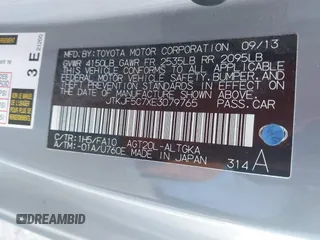 MFD. BY: TOYOTA MOTOR CORPORATION 09/13
GVWR 4150LB GAWR FR 2535LB RR 2095LB
THIS VEHICLE CONFORMS TO ALL APPLICABLE
FEDERAL MOTOR VEHICLE SAFETY, BUMPER, AND
THEFT PREVENTION STANDARDS IN EFFECT ON
THE DATE OF MANUFACTURE SHOWN ABOVE.
JTKJF5C7XE3079765
PASS. CAR
C/TR: 1H5/FA10 AGT20L-ALTGKA
A/TM: -01A/U760E MADE IN JAPAN
314 A
3 E
DREAMBID